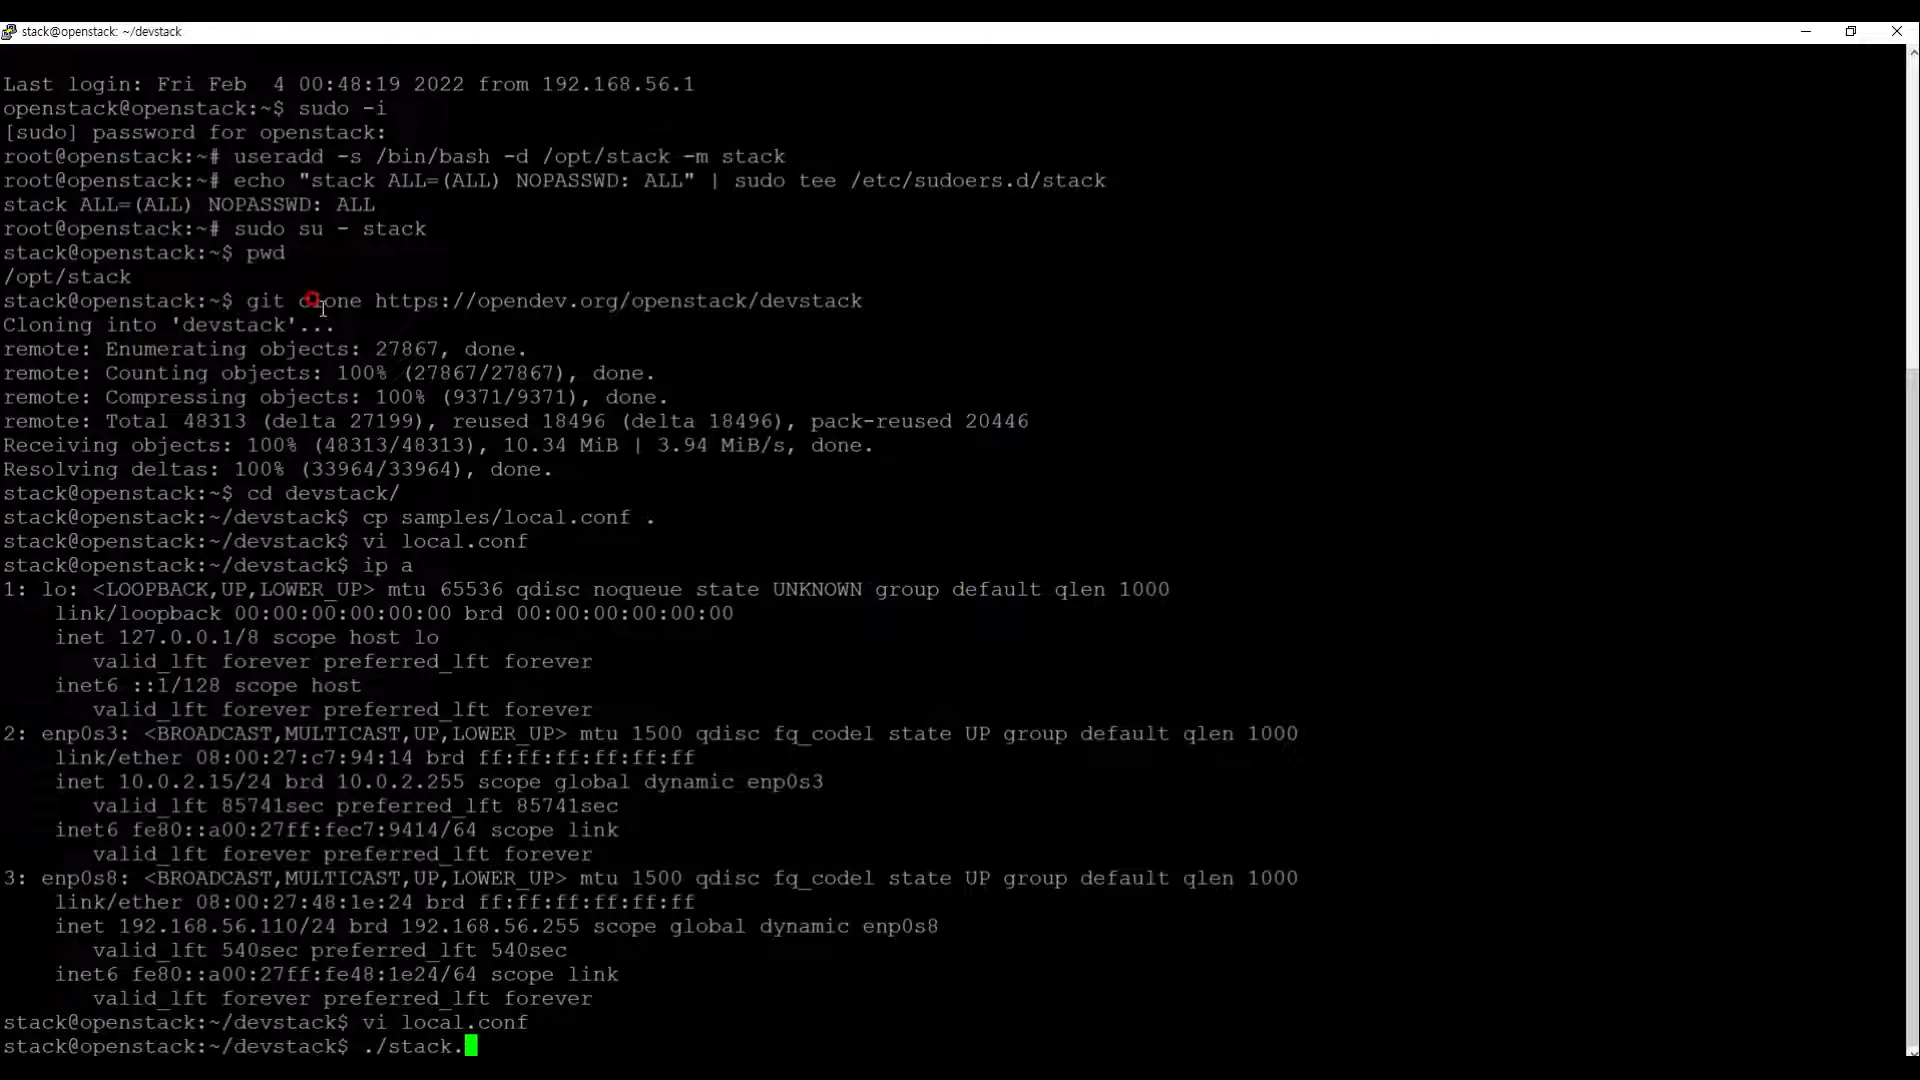 stack@openstack: ~/devstack
Last login: Fri Feb  4 00:48:19 2022 from 192.168.56.1
openstack@openstack:~$ sudo -i
[sudo] password for openstack:
root@openstack:~# useradd -s /bin/bash -d /opt/stack -m stack
root@openstack:~# echo "stack ALL=(ALL) NOPASSWD: ALL" | sudo tee /etc/sudoers.d/stack
stack ALL=(ALL) NOPASSWD: ALL
root@openstack:~# sudo su - stack
stack@openstack:~$ pwd
/opt/stack
stack@openstack:~$ git clone https://opendev.org/openstack/devstack
Cloning into 'devstack'...
remote: Enumerating objects: 27867, done.
remote: Counting objects: 100% (27867/27867), done.
remote: Compressing objects: 100% (9371/9371), done.
remote: Total 48313 (delta 27199), reused 18496 (delta 18496), pack-reused 20446
Receiving objects: 100% (48313/48313), 10.34 MiB | 3.94 MiB/s, done.
Resolving deltas: 100% (33964/33964), done.
stack@openstack:~$ cd devstack/
stack@openstack:~/devstack$ cp samples/local.conf .
stack@openstack:~/devstack$ vi local.conf
stack@openstack:~/devstack$ ip a
1: lo: <LOOPBACK,UP,LOWER_UP> mtu 65536 qdisc noqueue state UNKNOWN group default qlen 1000
    link/loopback 00:00:00:00:00:00 brd 00:00:00:00:00:00
    inet 127.0.0.1/8 scope host lo
       valid_lft forever preferred_lft forever
    inet6 ::1/128 scope host
       valid_lft forever preferred_lft forever
2: enp0s3: <BROADCAST,MULTICAST,UP,LOWER_UP> mtu 1500 qdisc fq_codel state UP group default qlen 1000
    link/ether 08:00:27:c7:94:14 brd ff:ff:ff:ff:ff:ff
    inet 10.0.2.15/24 brd 10.0.2.255 scope global dynamic enp0s3
       valid_lft 85741sec preferred_lft 85741sec
    inet6 fe80::a00:27ff:fec7:9414/64 scope link
       valid_lft forever preferred_lft forever
3: enp0s8: <BROADCAST,MULTICAST,UP,LOWER_UP> mtu 1500 qdisc fq_codel state UP group default qlen 1000
    link/ether 08:00:27:48:1e:24 brd ff:ff:ff:ff:ff:ff
    inet 192.168.56.110/24 brd 192.168.56.255 scope global dynamic enp0s8
       valid_lft 540sec preferred_lft 540sec
    inet6 fe80::a00:27ff:fe48:1e24/64 scope link
       valid_lft forever preferred_lft forever
stack@openstack:~/devstack$ vi local.conf
stack@openstack:~/devstack$ ./stack.